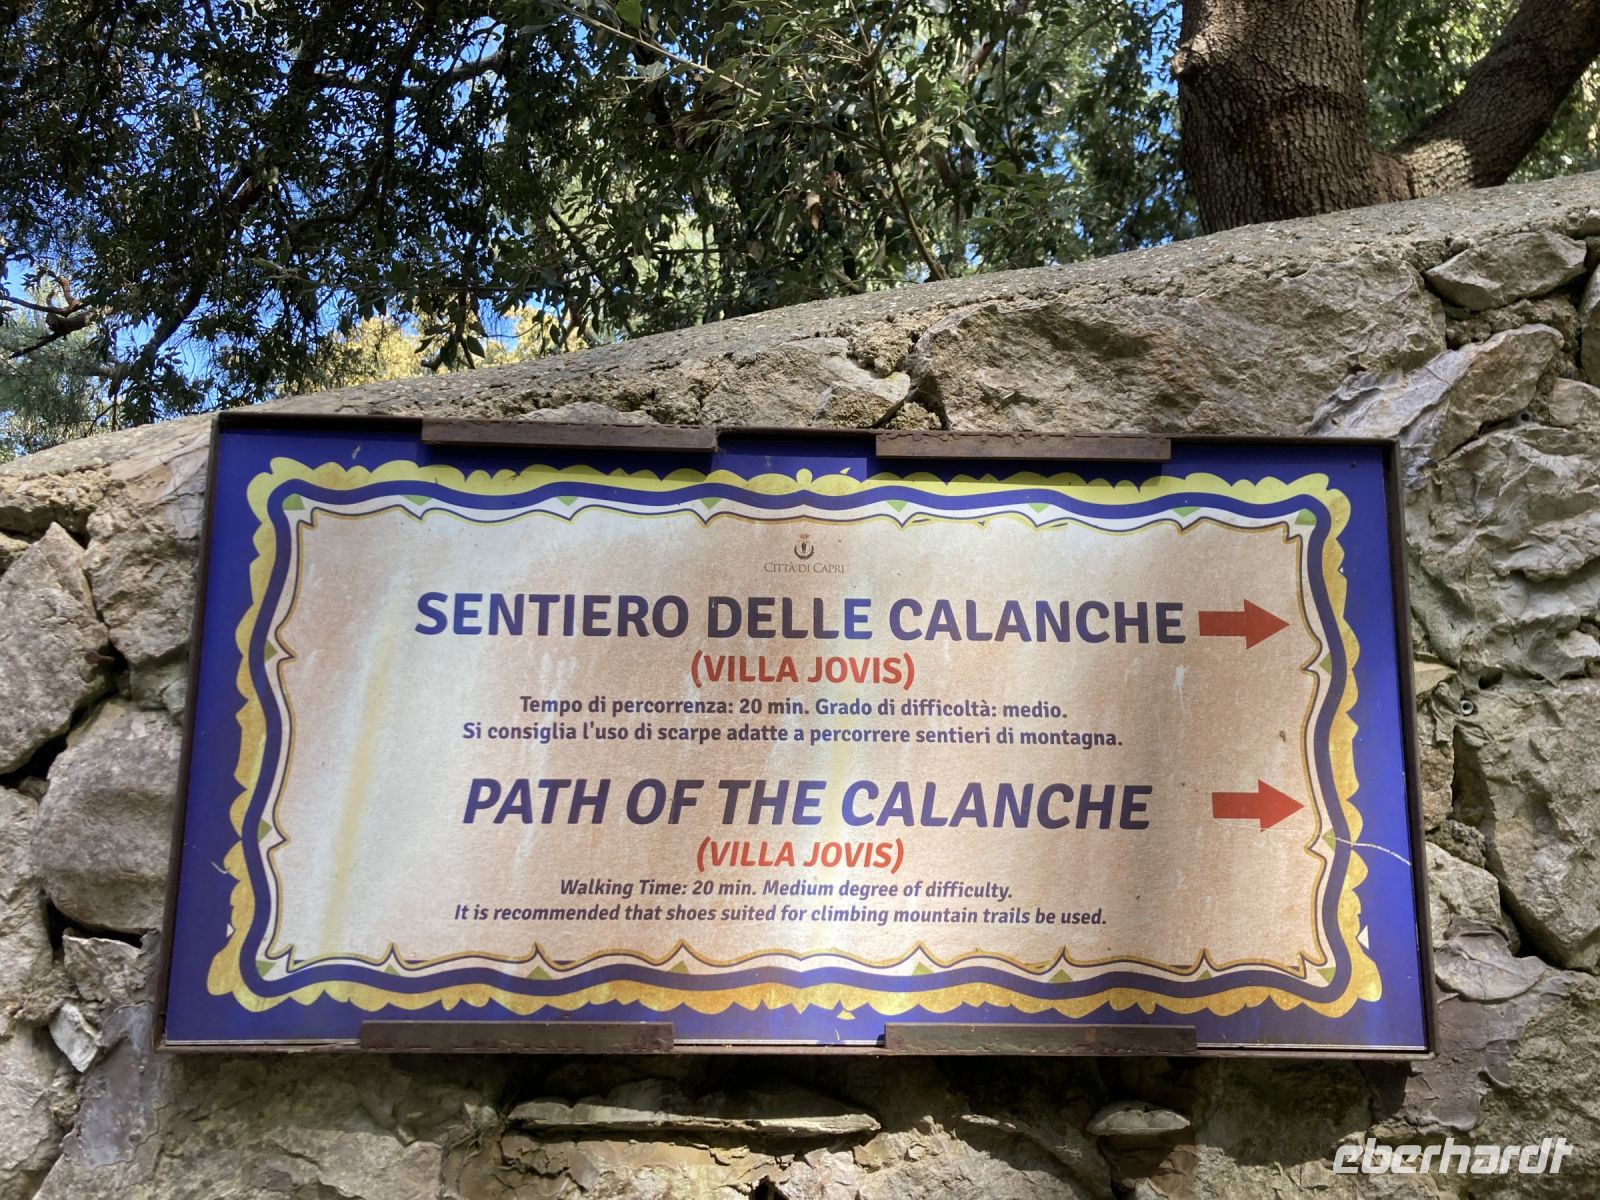 CITTÀ DI CAPRI
SENTIERO DELLE CALANCHE
(VILLA JOVIS)
Tempo di percorrenza: 20 min. Grado di difficoltà: medio.
Si consiglia l'uso di scarpe adatte a percorrere sentieri di montagna.
PATH OF THE CALANCHE
(VILLA JOVIS)
Walking Time: 20 min. Medium degree of difficulty.
It is recommended that shoes suited for climbing mountain trails be used.
eberhardt